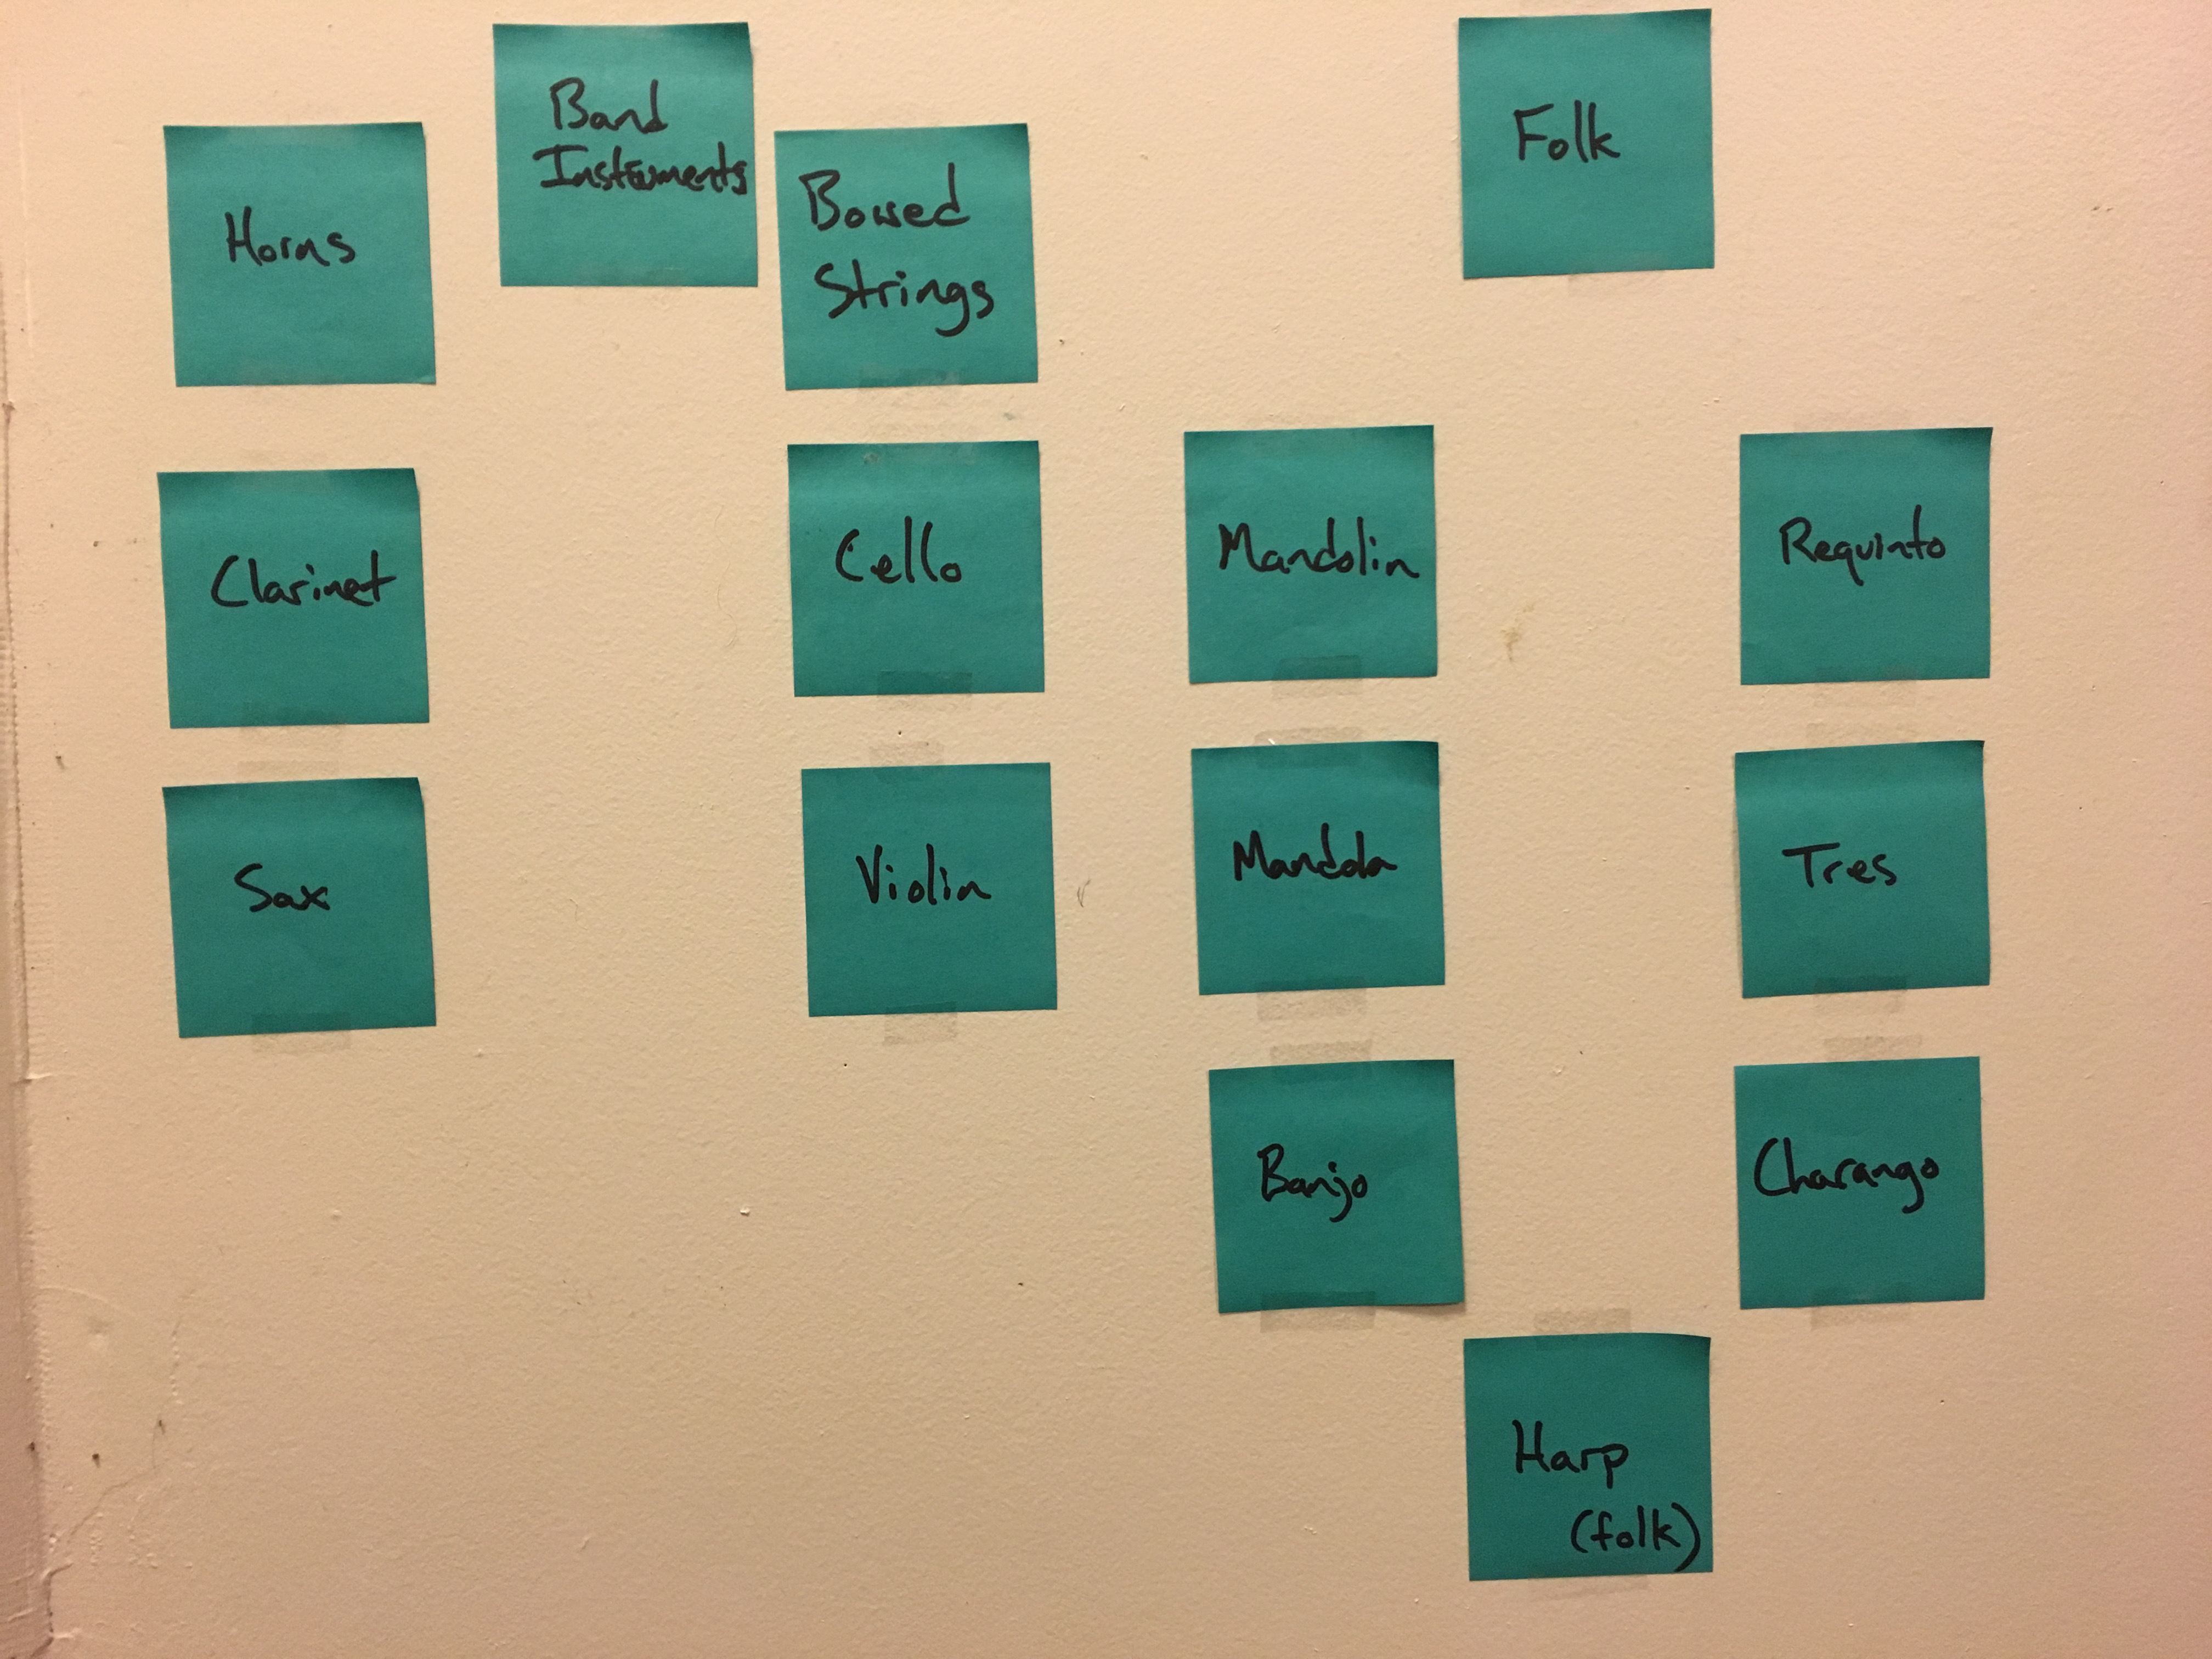 Band
Instruments
Folk
Horns
Bowed
Strings
Clarinet
Cello
Mandolin
Requinto
Sax
Violin
Mandola
Tres
Banjo
Charango
Harp
(folk)